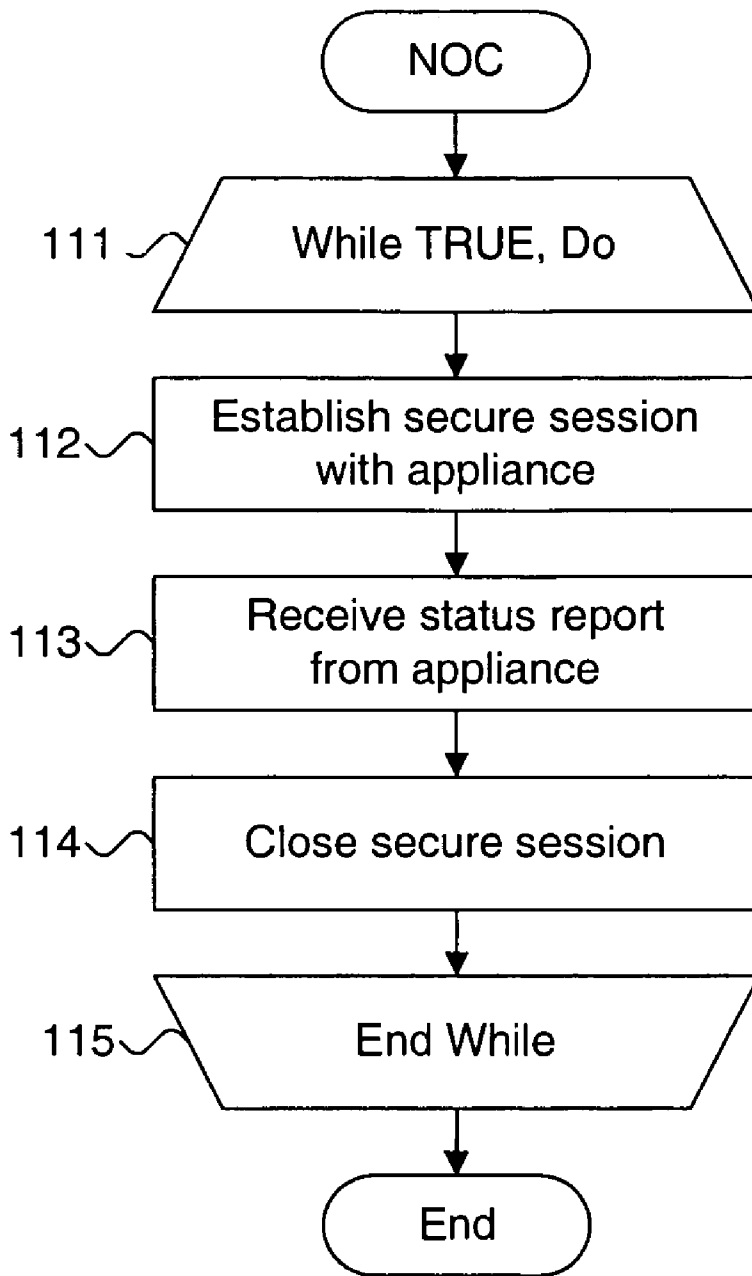 NOC
111
While TRUE, Do
112
Establish secure session
with appliance
113
Receive status report
from appliance
114
Close secure session
115
End While
End